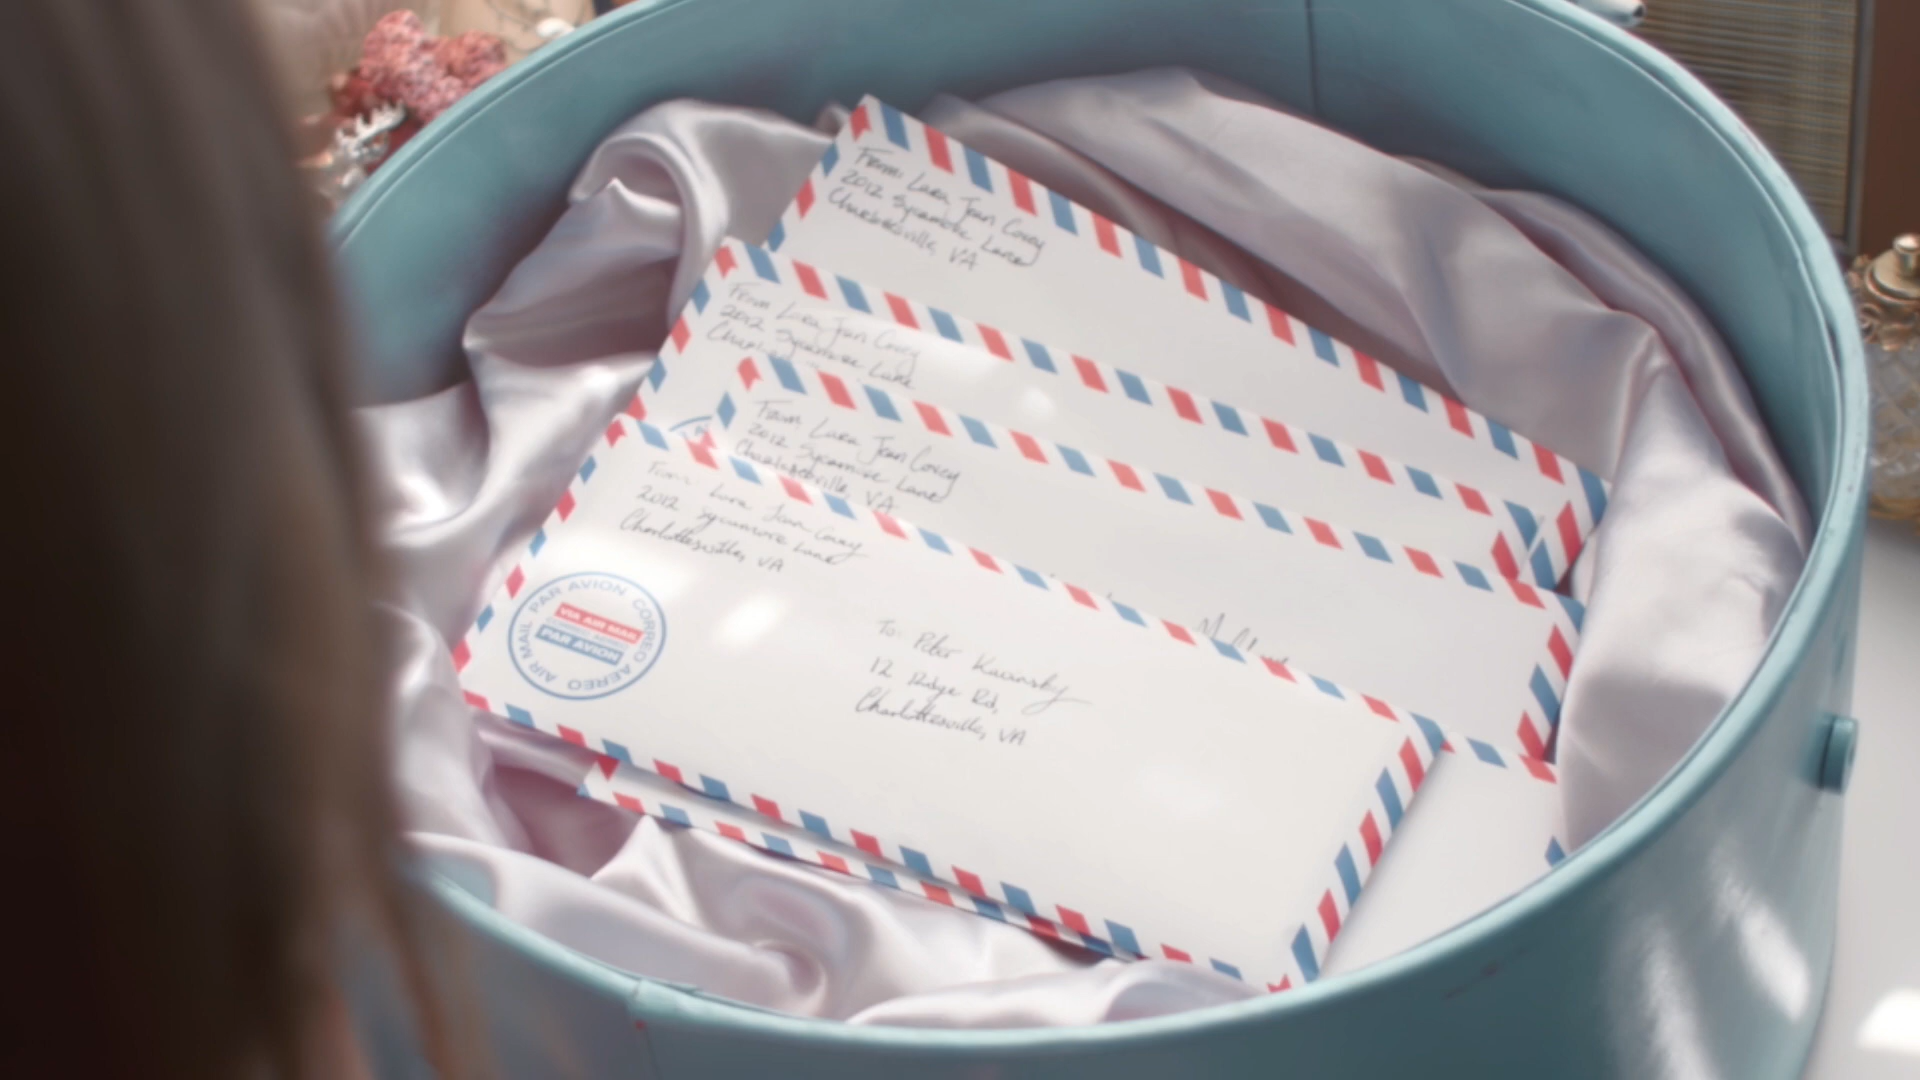 From: Lara Jean Covey
2012 Sycamore Lane
Charlottesville, VA
From Lara Jean Covey
2012 Sycamore Lane
From Lara Jean Covey
2012 Sycamore Lane
Charlottesville, VA
From: Lara Jean Covey
2012 Sycamore Lane
Charlottesville, VA
PAR AVION CORREO AEREO AIR MAIL
VIA AIR MAIL
CORREO AEREO
PAR AVION
To: Peter Kavinsky
12 Ridge Rd,
Charlottesville, VA